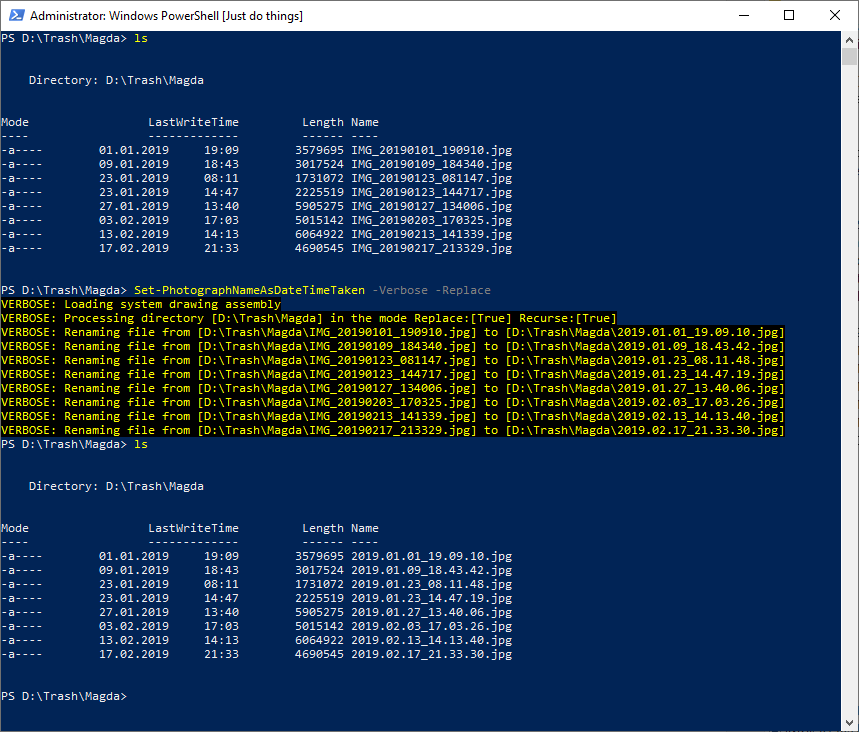 Administrator: Windows PowerShell [Just do things]
PS D:\Trash\Magda> ls
Directory: D:\Trash\Magda
Mode LastWriteTime Length Name
---- ------------- ------ ----
-a---- 01.01.2019 19:09 3579695 IMG_20190101_190910.jpg
-a---- 09.01.2019 18:43 3017524 IMG_20190109_184340.jpg
-a---- 23.01.2019 08:11 1731072 IMG_20190123_081147.jpg
-a---- 23.01.2019 14:47 2225519 IMG_20190123_144717.jpg
-a---- 27.01.2019 13:40 5905275 IMG_20190127_134006.jpg
-a---- 03.02.2019 17:03 5015142 IMG_20190203_170325.jpg
-a---- 13.02.2019 14:13 6064922 IMG_20190213_141339.jpg
-a---- 17.02.2019 21:33 4690545 IMG_20190217_213329.jpg
PS D:\Trash\Magda> Set-PhotographNameAsDateTimeTaken -Verbose -Replace
VERBOSE: Loading system drawing assembly
VERBOSE: Processing directory [D:\Trash\Magda] in the mode Replace:[True] Recurse:[True]
VERBOSE: Renaming file from [D:\Trash\Magda\IMG_20190101_190910.jpg] to [D:\Trash\Magda\2019.01.01_19.09.10.jpg]
VERBOSE: Renaming file from [D:\Trash\Magda\IMG_20190109_184340.jpg] to [D:\Trash\Magda\2019.01.09_18.43.42.jpg]
VERBOSE: Renaming file from [D:\Trash\Magda\IMG_20190123_081147.jpg] to [D:\Trash\Magda\2019.01.23_08.11.48.jpg]
VERBOSE: Renaming file from [D:\Trash\Magda\IMG_20190123_144717.jpg] to [D:\Trash\Magda\2019.01.23_14.47.19.jpg]
VERBOSE: Renaming file from [D:\Trash\Magda\IMG_20190127_134006.jpg] to [D:\Trash\Magda\2019.01.27_13.40.06.jpg]
VERBOSE: Renaming file from [D:\Trash\Magda\IMG_20190203_170325.jpg] to [D:\Trash\Magda\2019.02.03_17.03.26.jpg]
VERBOSE: Renaming file from [D:\Trash\Magda\IMG_20190213_141339.jpg] to [D:\Trash\Magda\2019.02.13_14.13.40.jpg]
VERBOSE: Renaming file from [D:\Trash\Magda\IMG_20190217_213329.jpg] to [D:\Trash\Magda\2019.02.17_21.33.30.jpg]
PS D:\Trash\Magda> ls
Directory: D:\Trash\Magda
Mode LastWriteTime Length Name
---- ------------- ------ ----
-a---- 01.01.2019 19:09 3579695 2019.01.01_19.09.10.jpg
-a---- 09.01.2019 18:43 3017524 2019.01.09_18.43.42.jpg
-a---- 23.01.2019 08:11 1731072 2019.01.23_08.11.48.jpg
-a---- 23.01.2019 14:47 2225519 2019.01.23_14.47.19.jpg
-a---- 27.01.2019 13:40 5905275 2019.01.27_13.40.06.jpg
-a---- 03.02.2019 17:03 5015142 2019.02.03_17.03.26.jpg
-a---- 13.02.2019 14:13 6064922 2019.02.13_14.13.40.jpg
-a---- 17.02.2019 21:33 4690545 2019.02.17_21.33.30.jpg
PS D:\Trash\Magda>